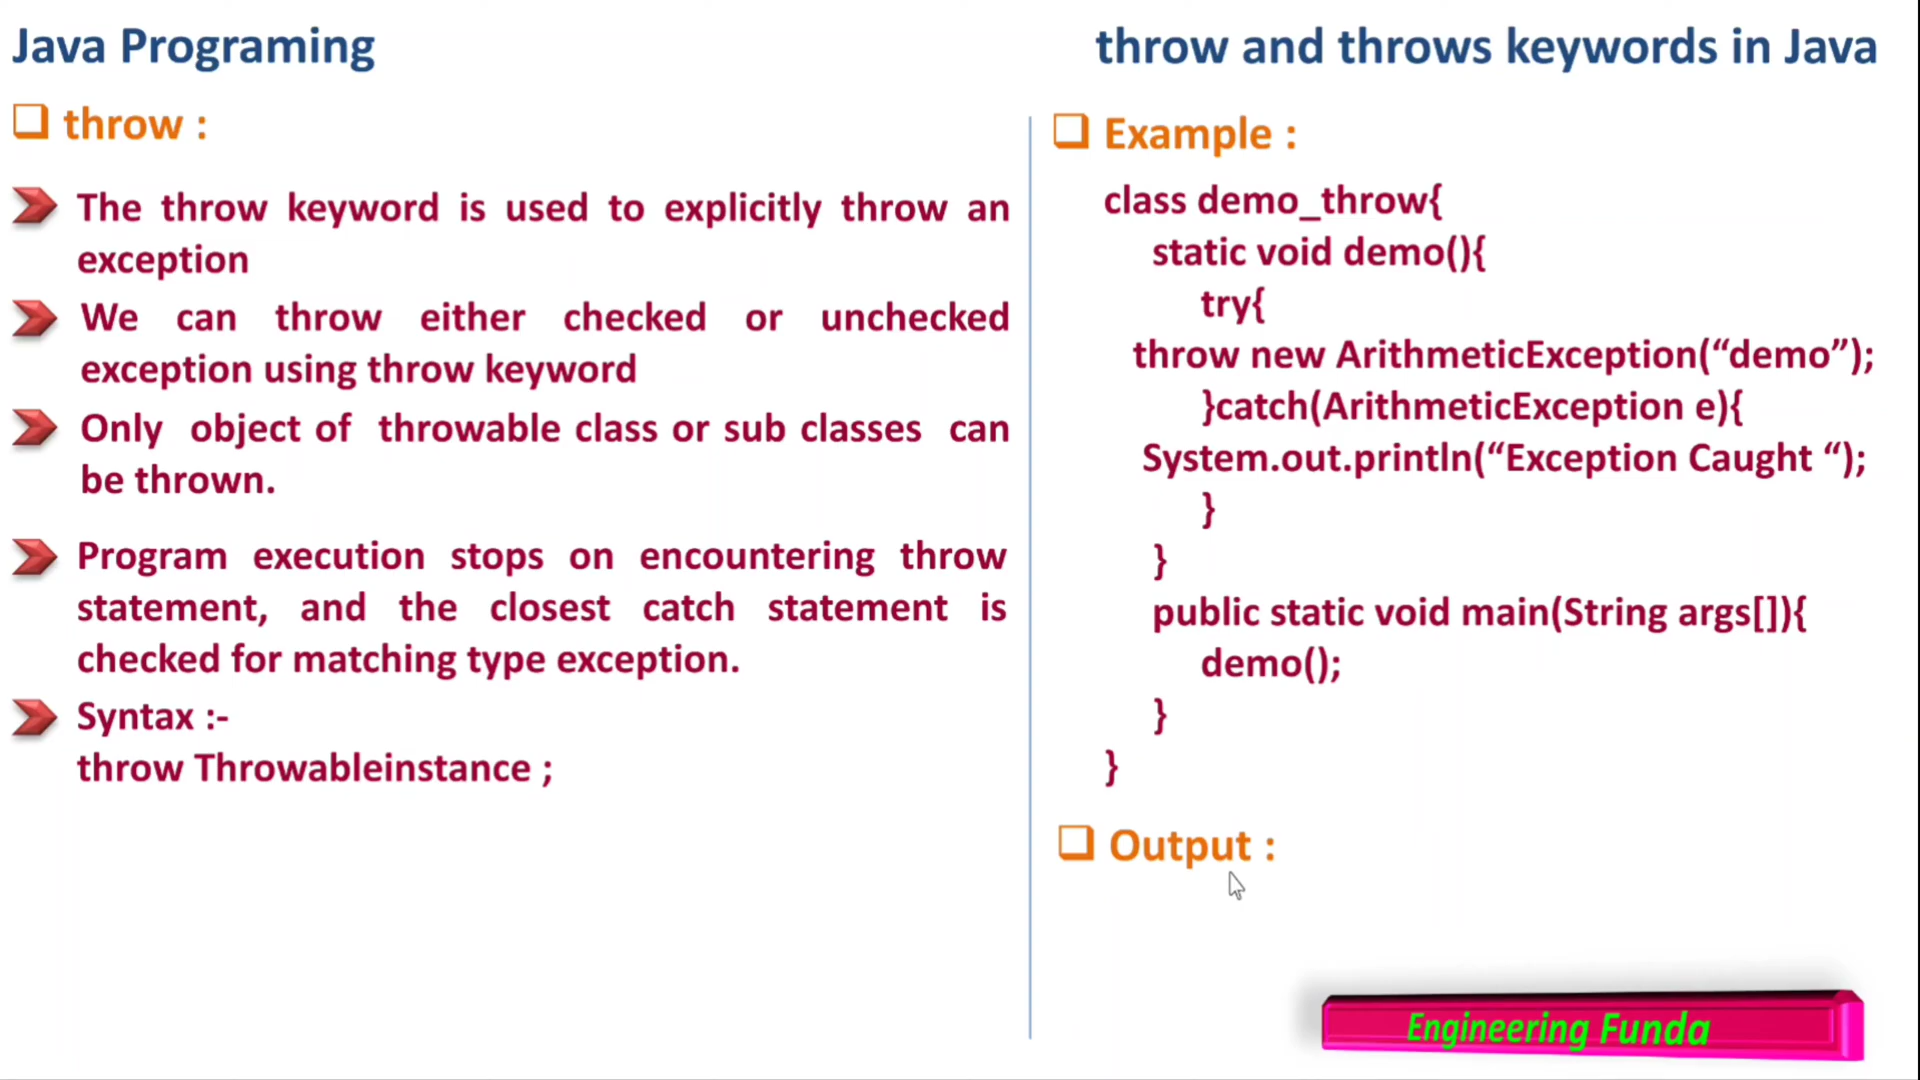 Java Programing
throw and throws keywords in Java
throw :
The throw keyword is used to explicitly throw an
exception
We can throw either checked or unchecked
exception using throw keyword
Only object of throwable class or sub classes can
be thrown.
Program execution stops on encountering throw
statement, and the closest catch statement is
checked for matching type exception.
Syntax :-
throw Throwableinstance ;
Example :
class demo_throw{
static void demo(){
try{
throw new ArithmeticException(“demo”);
}catch(ArithmeticException e){
System.out.println(“Exception Caught “);
}
}
public static void main(String args[]){
demo();
}
}
Output :
Engineering Funda